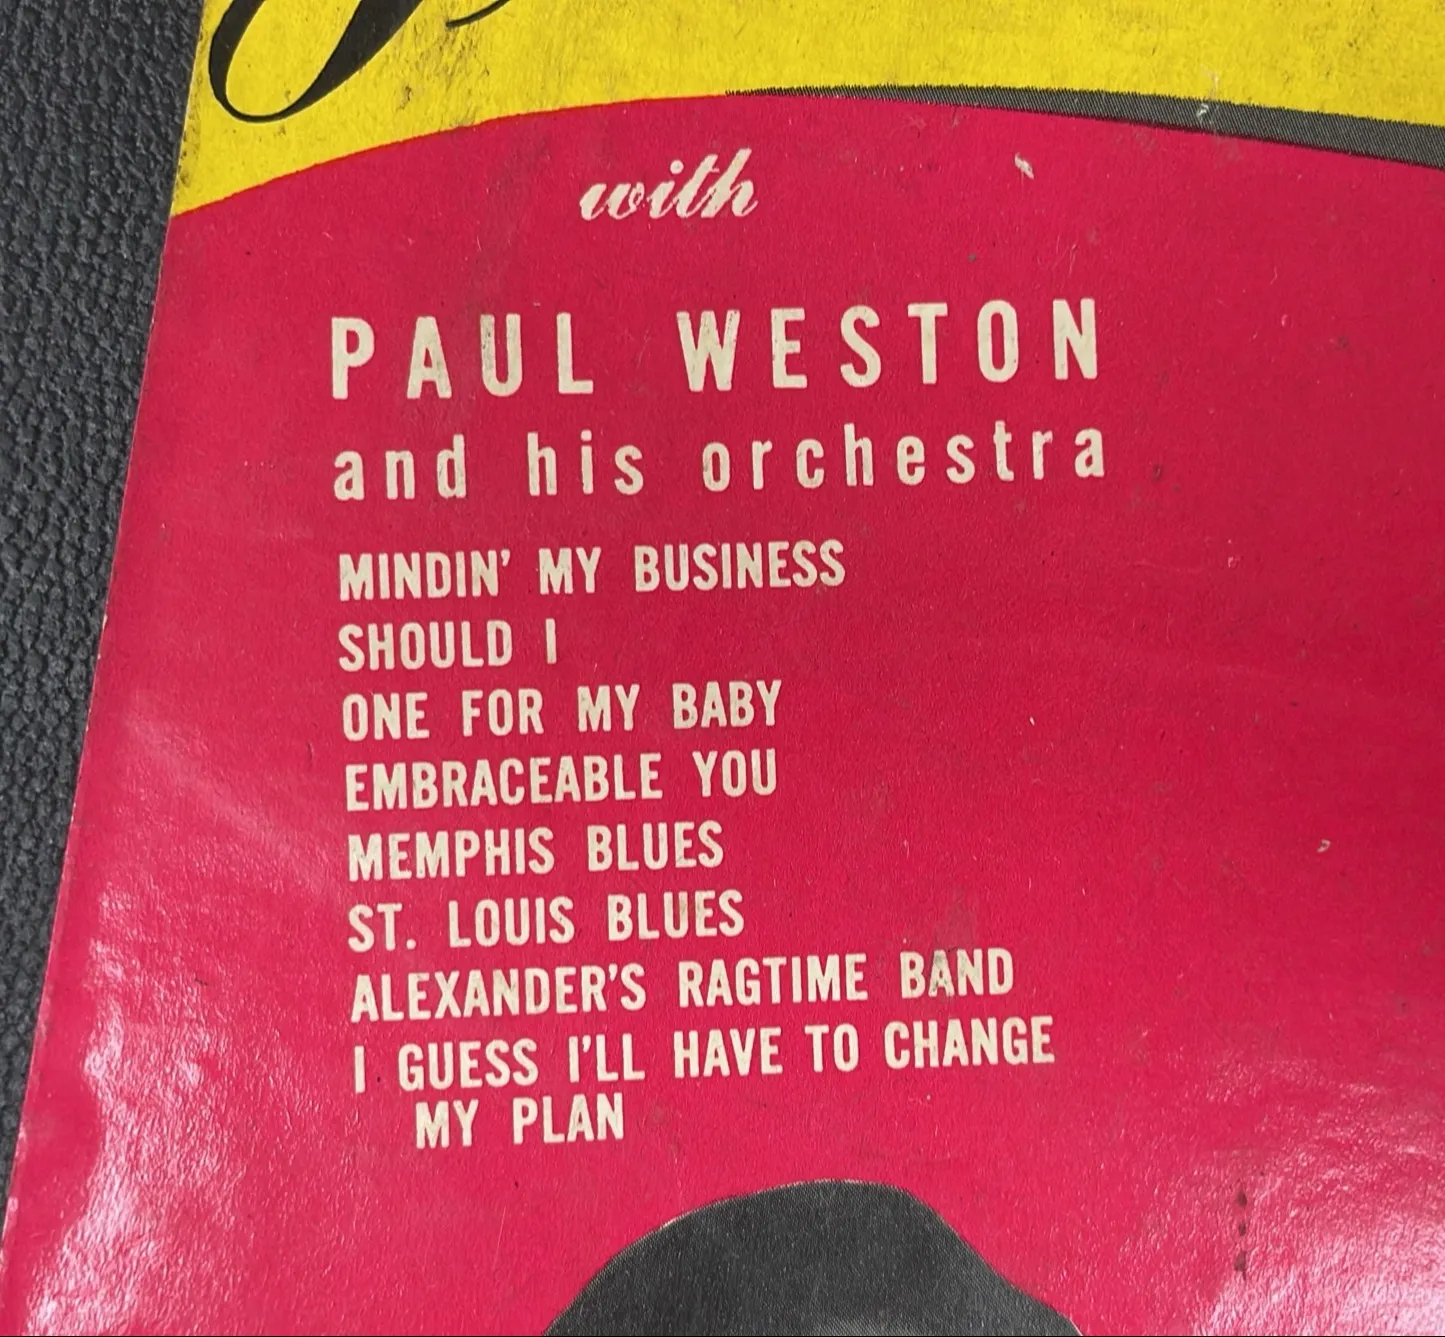 with
PAUL WESTON
and his orchestra
MINDIN' MY BUSINESS
SHOULD I
ONE FOR MY BABY
EMBRACEABLE YOU
MEMPHIS BLUES
ST. LOUIS BLUES
ALEXANDER'S RAGTIME BAND
I GUESS I'LL HAVE TO CHANGE
MY PLAN